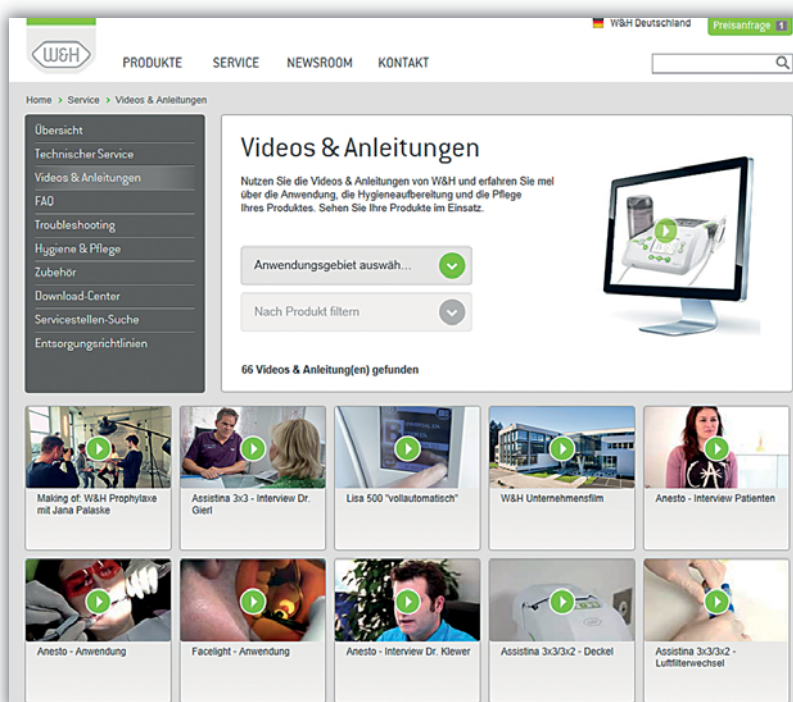 W&H Deutschland
Preisanfrage 1
W&H
PRODUKTE SERVICE NEWSROOM KONTAKT
Home > Service > Videos & Anleitungen
Übersicht
Technischer Service
Videos & Anleitungen
FAQ
Troubleshooting
Hygiene & Pflege
Zubehör
Download-Center
Servicestellen-Suche
Entsorgungsrichtlinien
Videos & Anleitungen
Nutzen Sie die Videos & Anleitungen von W&H und erfahren Sie mel
über die Anwendung, die Hygieneaufbereitung und die Pflege
Ihres Produktes. Sehen Sie Ihre Produkte im Einsatz.
Anwendungsgebiet auswäh...
Nach Produkt filtern
66 Videos & Anleitung(en) gefunden
Making of: W&H Prophylaxe
mit Jana Palaske
Assistina 3x3 - Interview Dr.
Gierl
Lisa 500 "vollautomatisch"
W&H Unternehmensfilm
Anesto - Interview Patienten
Anesto - Anwendung
Facelight - Anwendung
Anesto - Interview Dr. Klewer
Assistina 3x3/3x2 - Deckel
Assistina 3x3/3x2 -
Luftfilterwechsel